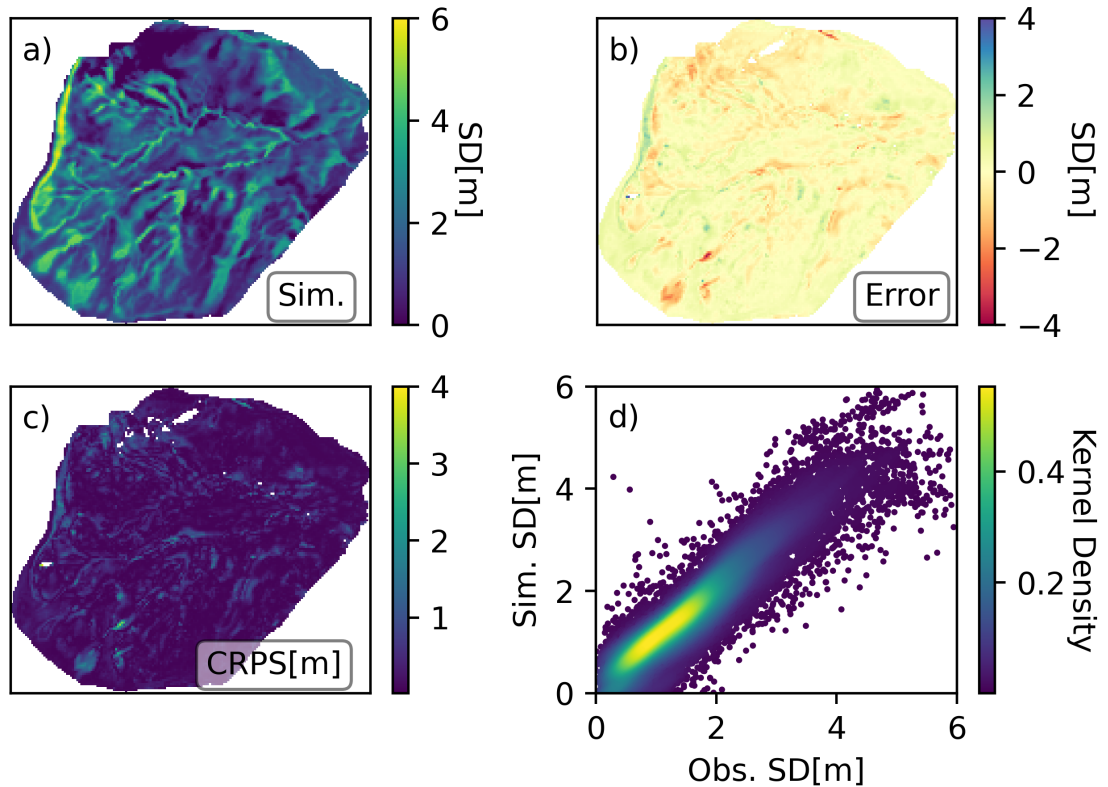 a)
Sim.
6
4
2
0
SD[m]
b)
Error
4
2
0
−2
−4
SD[m]
c)
CRPS[m]
4
3
2
1
d)
6
4
2
0
Sim. SD[m]
0 2 4 6
Obs. SD[m]
0.4
0.2
Kernel Density